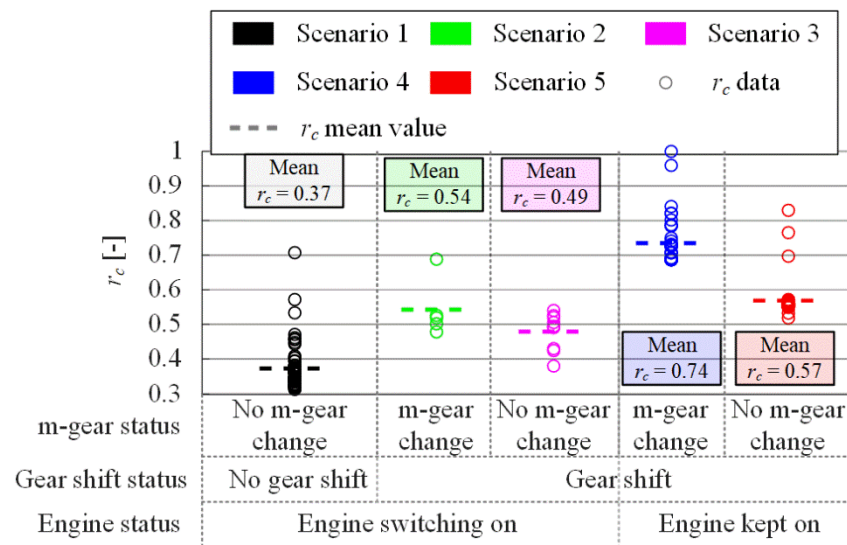 Scenario 1 Scenario 2 Scenario 3
Scenario 4 Scenario 5 r_c data
r_c mean value
1
0.9
0.8
0.7
0.6
0.5
0.4
0.3
r_c [-]
Mean
r_c = 0.37
Mean
r_c = 0.54
Mean
r_c = 0.49
Mean
r_c = 0.74
Mean
r_c = 0.57
m-gear status
No m-gear
change
m-gear
change
No m-gear
change
m-gear
change
No m-gear
change
Gear shift status No gear shift Gear shift
Engine status Engine switching on Engine kept on